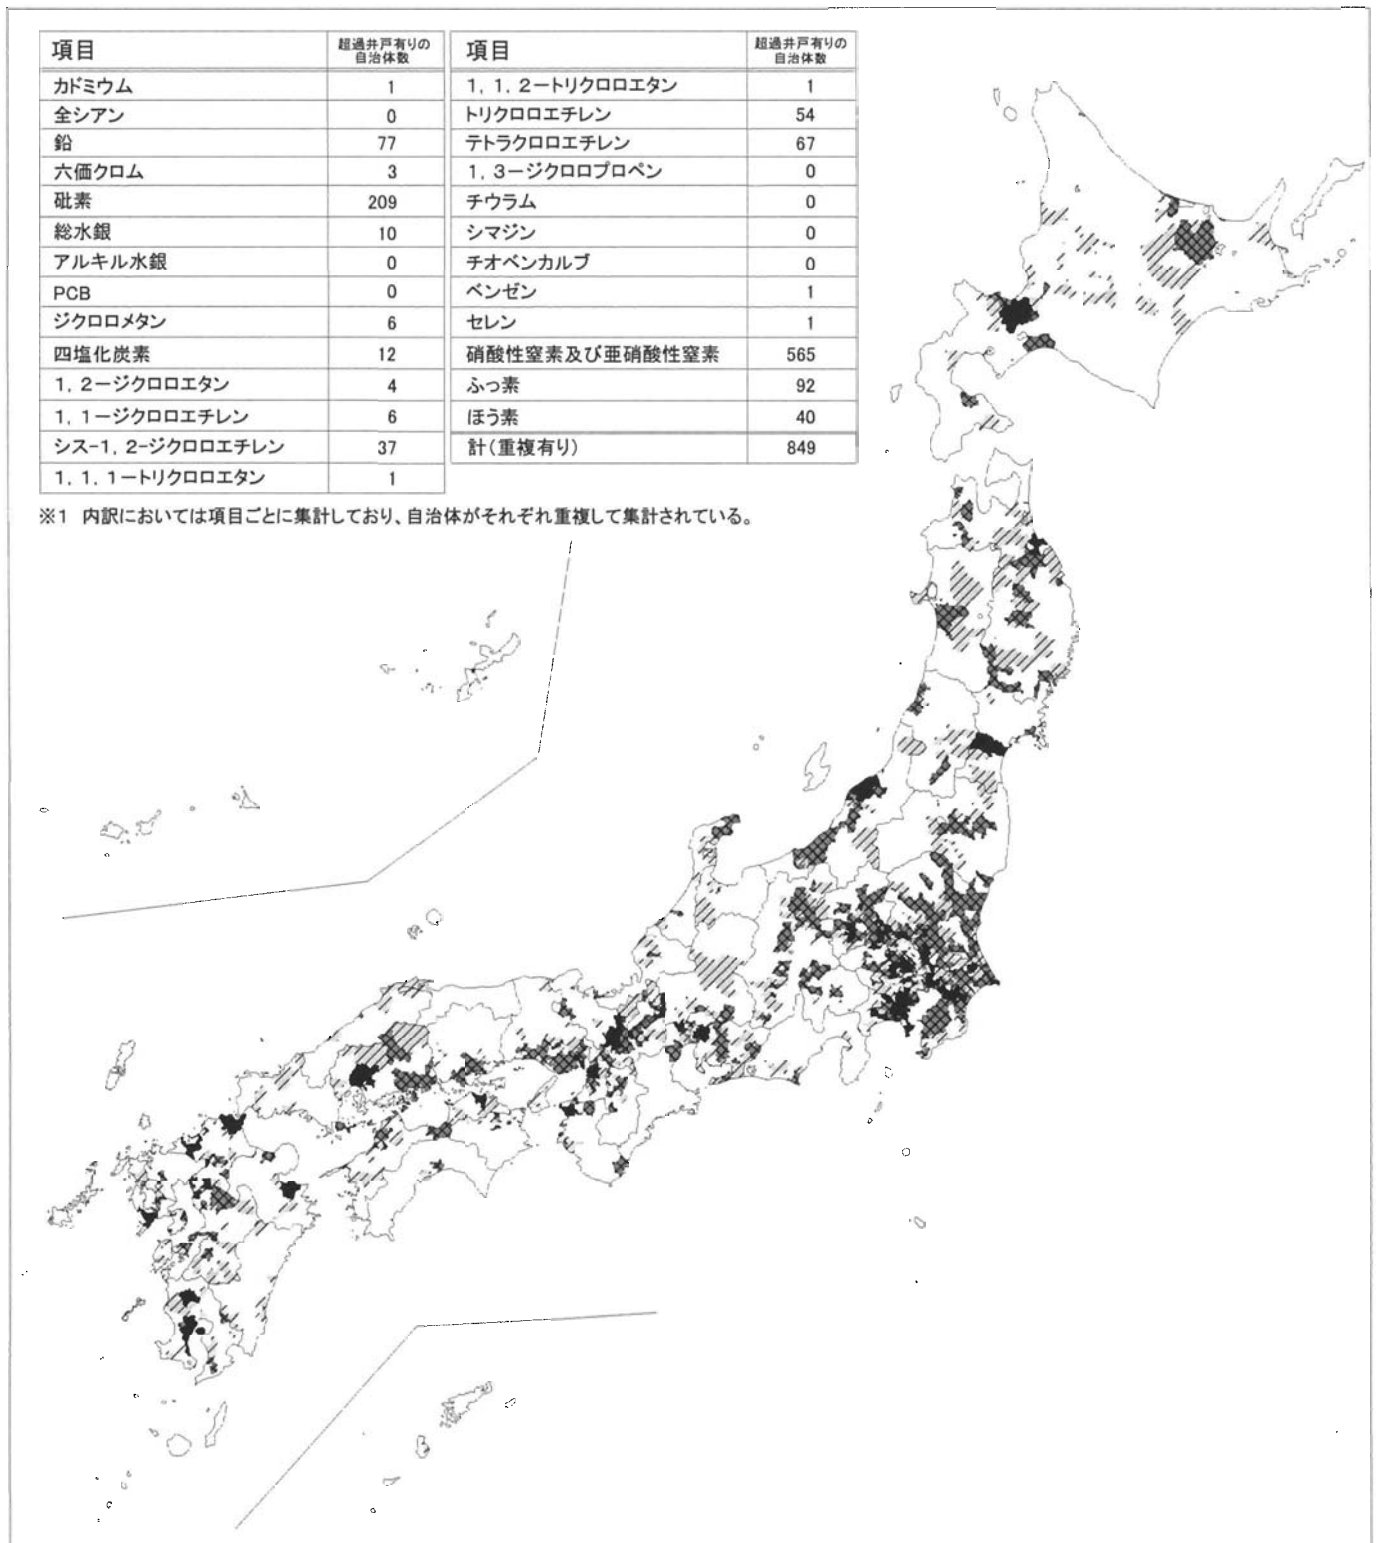 項目 超過井戸有りの自治体数
カドミウム 1
全シアン 0
鉛 77
六価クロム 3
砒素 209
総水銀 10
アルキル水銀 0
PCB 0
ジクロロメタン 6
四塩化炭素 12
1, 2－ジクロロエタン 4
1, 1－ジクロロエチレン 6
シス-1, 2-ジクロロエチレン 37
1, 1, 1－トリクロロエタン 1
項目 超過井戸有りの自治体数
1, 1, 2－トリクロロエタン 1
トリクロロエチレン 54
テトラクロロエチレン 67
1, 3－ジクロロプロペン 0
チウラム 0
シマジン 0
チオベンカルブ 0
ベンゼン 1
セレン 1
硝酸性窒素及び亜硝酸性窒素 565
ふっ素 92
ほう素 40
計(重複有り) 849
※1 内訳においては項目ごとに集計しており、自治体がそれぞれ重複して集計されている。